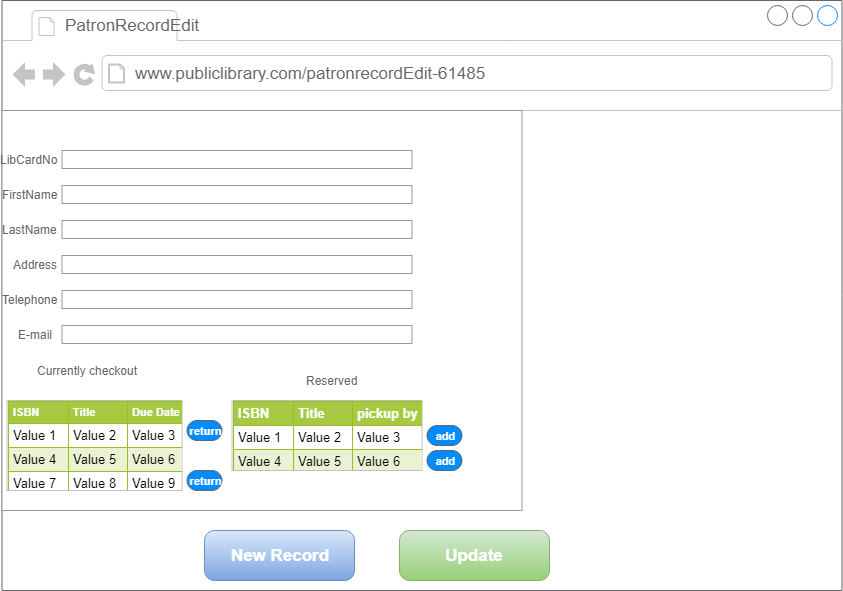 PatronRecordEdit
www.publiclibrary.com/patronrecordEdit-61485
LibCardNo
FirstName
LastName
Address
Telephone
E-mail
Currently checkout
Reserved
ISBN Title Due Date
Value 1 Value 2 Value 3 return
Value 4 Value 5 Value 6
Value 7 Value 8 Value 9 return
ISBN Title pickup by
Value 1 Value 2 Value 3 add
Value 4 Value 5 Value 6 add
New Record
Update